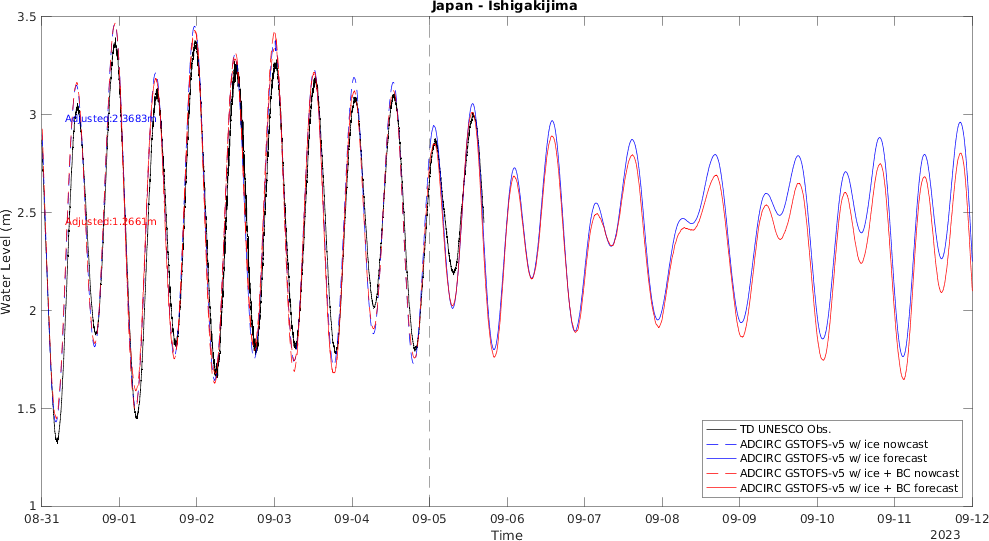 Japan - Ishigakijima
3.5
3
2.5
2
1.5
1
Water Level (m)
Adjusted:2.3683m
Adjusted:1.2661m
TD UNESCO Obs.
ADCIRC GSTOFS-v5 w/ ice nowcast
ADCIRC GSTOFS-v5 w/ ice forecast
ADCIRC GSTOFS-v5 w/ ice + BC nowcast
ADCIRC GSTOFS-v5 w/ ice + BC forecast
08-31 09-01 09-02 09-03 09-04 09-05 09-06 09-07 09-08 09-09 09-10 09-11 09-12
Time
2023